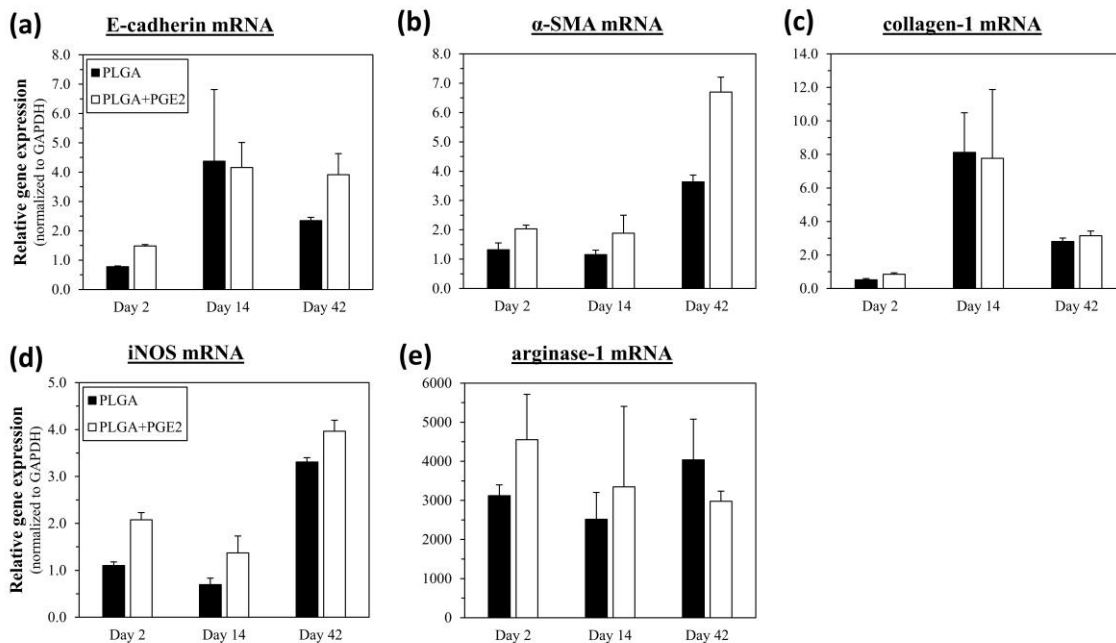 (a)
E-cadherin mRNA
Relative gene expression
(normalized to GAPDH)
8.0
7.0
6.0
5.0
4.0
3.0
2.0
1.0
0.0
PLGA
PLGA+PGE2
Day 2 Day 14 Day 42
(b)
α-SMA mRNA
8.0
7.0
6.0
5.0
4.0
3.0
2.0
1.0
0.0
Day 2 Day 14 Day 42
(c)
collagen-1 mRNA
14.0
12.0
10.0
8.0
6.0
4.0
2.0
0.0
Day 2 Day 14 Day 42
(d)
iNOS mRNA
Relative gene expression
(normalized to GAPDH)
5.0
4.0
3.0
2.0
1.0
0.0
PLGA
PLGA+PGE2
Day 2 Day 14 Day 42
(e)
arginase-1 mRNA
6000
5000
4000
3000
2000
1000
0
Day 2 Day 14 Day 42